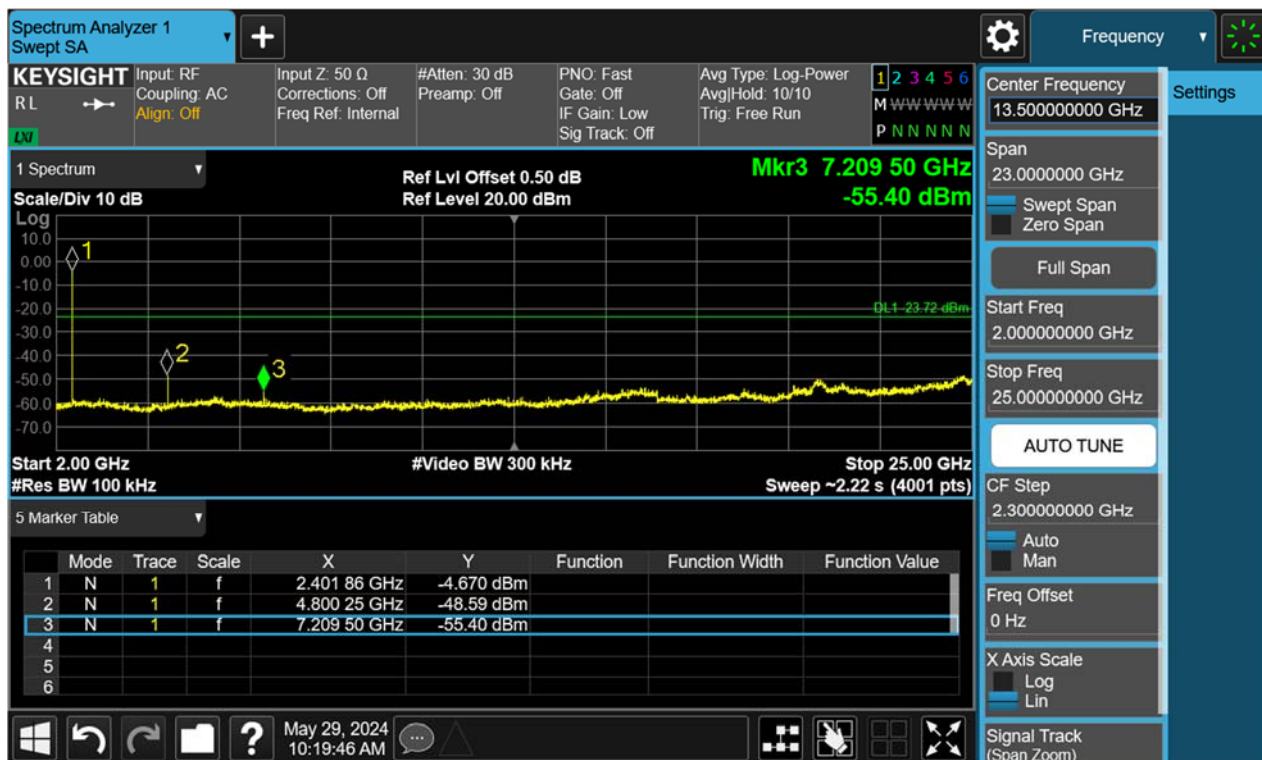 Spectrum Analyzer 1
Swept SA
Frequency
KEYSIGHT
R L
LXI
Input: RF
Coupling: AC
Align: Off
Input Z: 50 Ω
Corrections: Off
Freq Ref: Internal
#Atten: 30 dB
Preamp: Off
PNO: Fast
Gate: Off
IF Gain: Low
Sig Track: Off
Avg Type: Log-Power
Avg|Hold: 10/10
Trig: Free Run
1 2 3 4 5 6
M W W W W W
P N N N N N
1 Spectrum
Scale/Div 10 dB
Ref Lvl Offset 0.50 dB
Ref Level 20.00 dBm
Mkr3 7.209 50 GHz
-55.40 dBm
Log
10.0
0.00
-10.0
-20.0
-30.0
-40.0
-50.0
-60.0
-70.0
1
2
3
DL1 -23.72 dBm
Start 2.00 GHz
#Video BW 300 kHz
Stop 25.00 GHz
#Res BW 100 kHz
Sweep ~2.22 s (4001 pts)
5 Marker Table
Mode Trace Scale X Y Function Function Width Function Value
1 N 1 f 2.401 86 GHz -4.670 dBm
2 N 1 f 4.800 25 GHz -48.59 dBm
3 N 1 f 7.209 50 GHz -55.40 dBm
4
5
6
May 29, 2024
10:19:46 AM
Center Frequency
13.500000000 GHz
Settings
Span
23.0000000 GHz
Swept Span
Zero Span
Full Span
Start Freq
2.000000000 GHz
Stop Freq
25.000000000 GHz
AUTO TUNE
CF Step
2.300000000 GHz
Auto
Man
Freq Offset
0 Hz
X Axis Scale
Log
Lin
Signal Track
(Span Zoom)